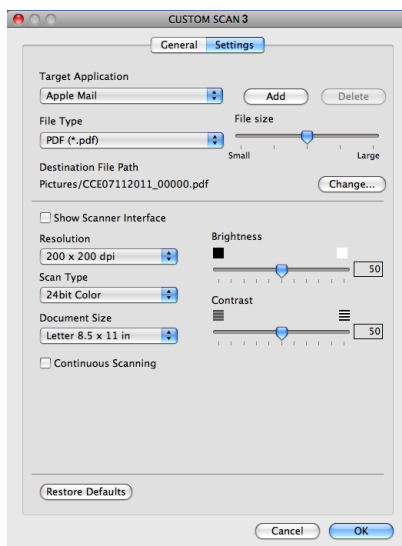 CUSTOM SCAN 3
General Settings
Target Application
Apple Mail Add Delete
File Type File size
PDF (*.pdf)
Small Large
Destination File Path
Pictures/CCE07112011_00000.pdf Change...
Show Scanner Interface
Resolution Brightness
200 x 200 dpi
50
Scan Type
24bit Color
Contrast
Document Size
Letter 8.5 x 11 in 50
Continuous Scanning
Restore Defaults
Cancel OK